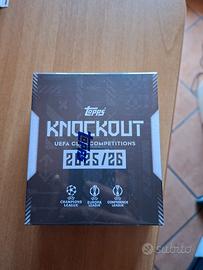 Topps
KNOCKOUT
UEFA CLUB COMPETITIONS
2025/26
CHAMPIONS LEAGUE
EUROPA LEAGUE
CONFERENCE LEAGUE
subito